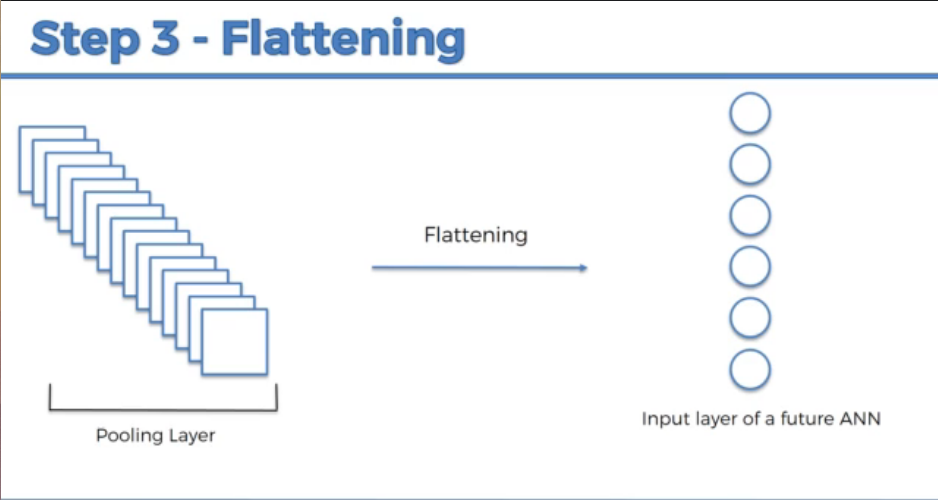 Step 3 - Flattening
Flattening
Pooling Layer
Input layer of a future ANN